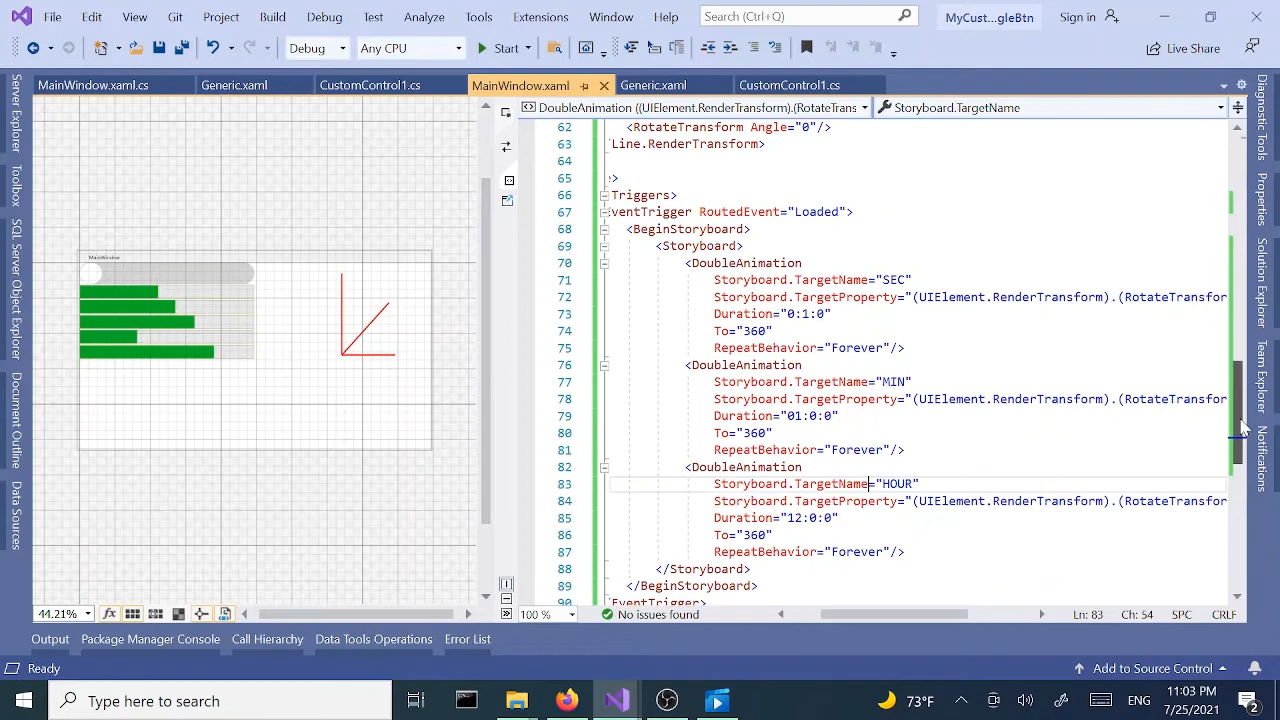 File Edit View Git Project Build Debug Design Format Test Analyze Tools Extensions Window Help Search (Ctrl+Q) MyCust...gleBtn Sign in
Debug Any CPU Start Live Share
MainWindow.xaml.cs Generic.xaml CustomControl1.cs MainWindow.xaml Generic.xaml CustomControl1.cs
DoubleAnimation ((UIElement.RenderTransform).(RotateTrans Storyboard.TargetName
62 <RotateTransform Angle="0"/>
63 Line.RenderTransform>
64
65 >
66 Triggers>
67 ventTrigger RoutedEvent="Loaded">
68 <BeginStoryboard>
69 <Storyboard>
70 <DoubleAnimation
71 Storyboard.TargetName="SEC"
72 Storyboard.TargetProperty="(UIElement.RenderTransform).(RotateTransfor
73 Duration="0:1:0"
74 To="360"
75 RepeatBehavior="Forever"/>
76 <DoubleAnimation
77 Storyboard.TargetName="MIN"
78 Storyboard.TargetProperty="(UIElement.RenderTransform).(RotateTransfor
79 Duration="01:0:0"
80 To="360"
81 RepeatBehavior="Forever"/>
82 <DoubleAnimation
83 Storyboard.TargetName="HOUR"
84 Storyboard.TargetProperty="(UIElement.RenderTransform).(RotateTransfor
85 Duration="12:0:0"
86 To="360"
87 RepeatBehavior="Forever"/>
88 </Storyboard>
89 </BeginStoryboard>
90 EventTrigger>
Server Explorer
Toolbox
Cloud Explorer
Object Bookmarks
Document Outline
Data Sources
MainWindow
Diagnostic Tools
Properties
Solution Explorer
Team Explorer
Notifications
44.21% fx 100 % No issues found Ln: 83 Ch: 54 SPC CRLF
Output Package Manager Console Call Hierarchy Data Tools Operations Error List
Ready Add to Source Control
Type here to search 73°F ENG
7/25/2021 2